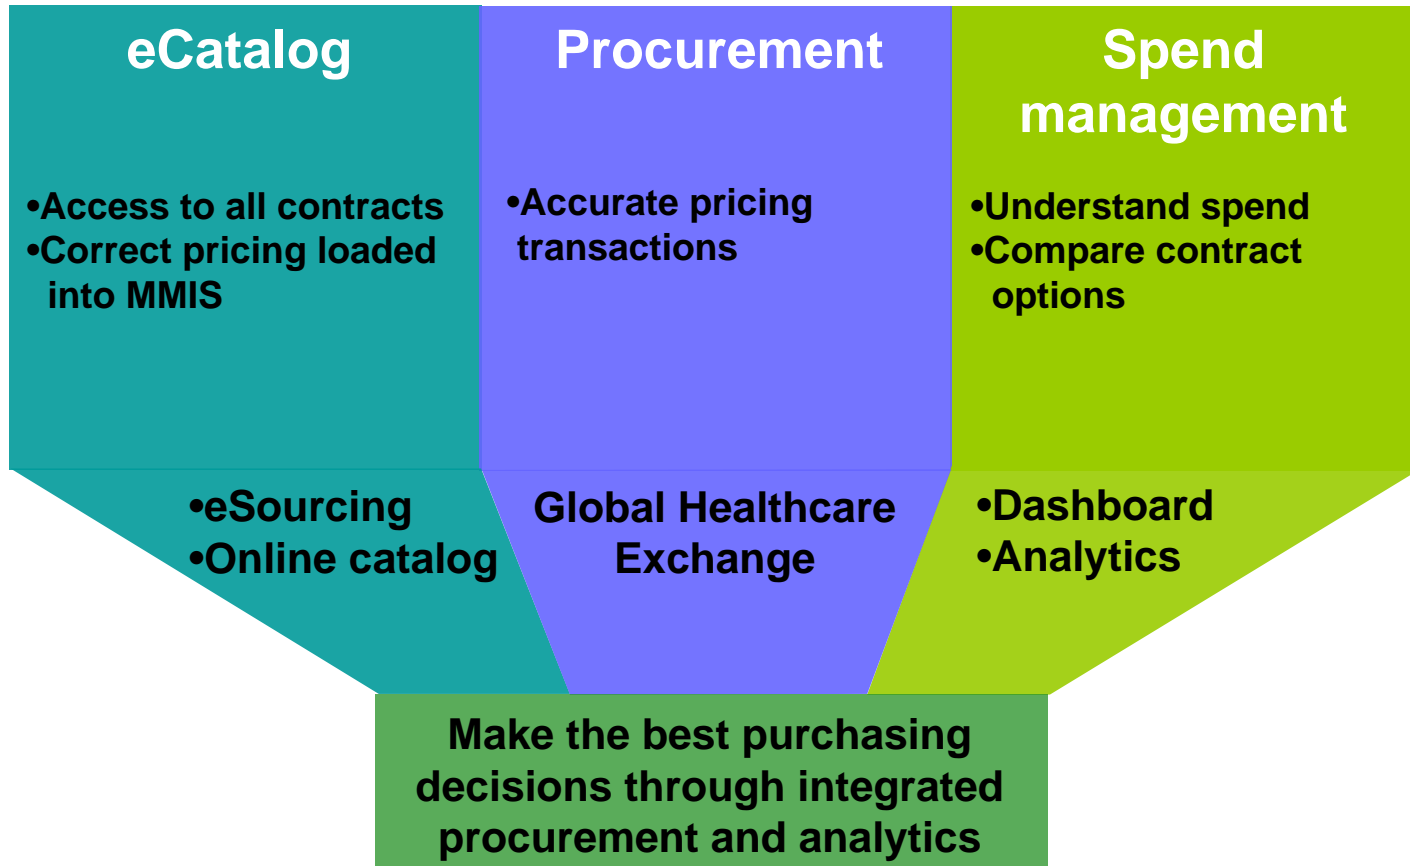 eCatalog
•Access to all contracts
•Correct pricing loaded
into MMIS
•eSourcing
•Online catalog
Procurement
•Accurate pricing
transactions
Global Healthcare
Exchange
Spend
management
•Understand spend
•Compare contract
options
•Dashboard
•Analytics
Make the best purchasing
decisions through integrated
procurement and analytics